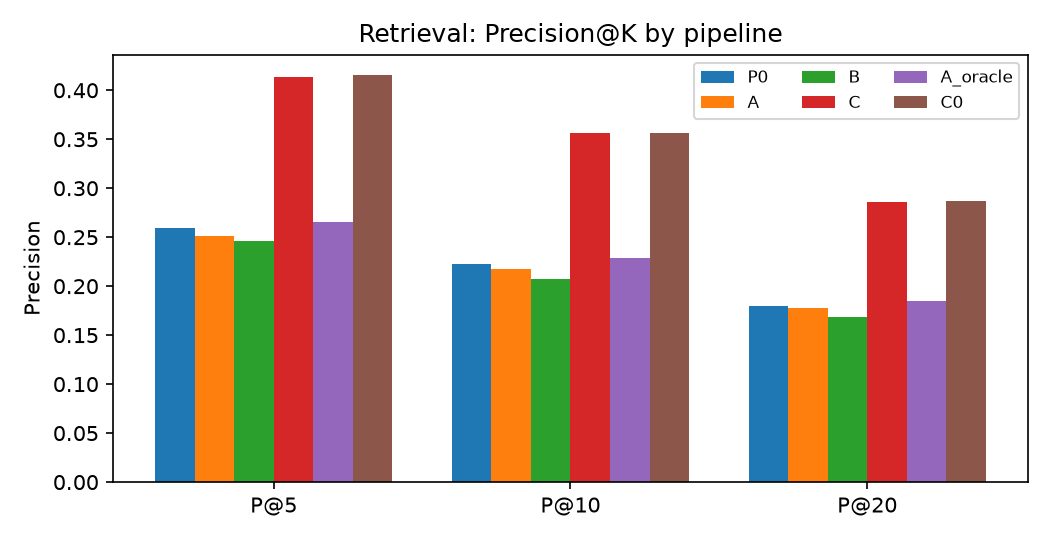 Retrieval: Precision@K by pipeline
P0 B A_oracle
A C C0
Precision
0.40
0.35
0.30
0.25
0.20
0.15
0.10
0.05
0.00
P@5 P@10 P@20